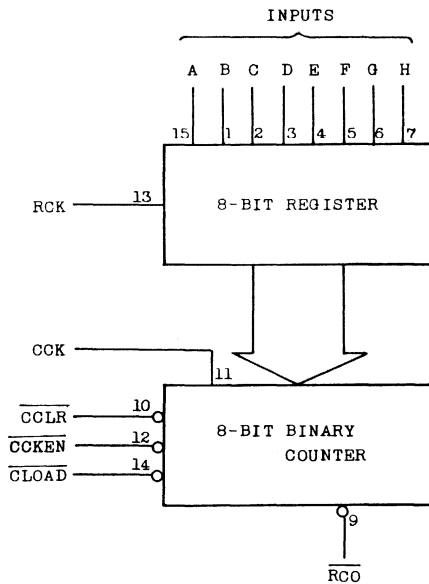 INPUTS
A B C D E F G H
15 1 2 3 4 5 6 7
RCK 13 8-BIT REGISTER
CCK
11
CCLR 10
CCKEN 12 8-BIT BINARY
CLOAD 14 COUNTER
9
RCO